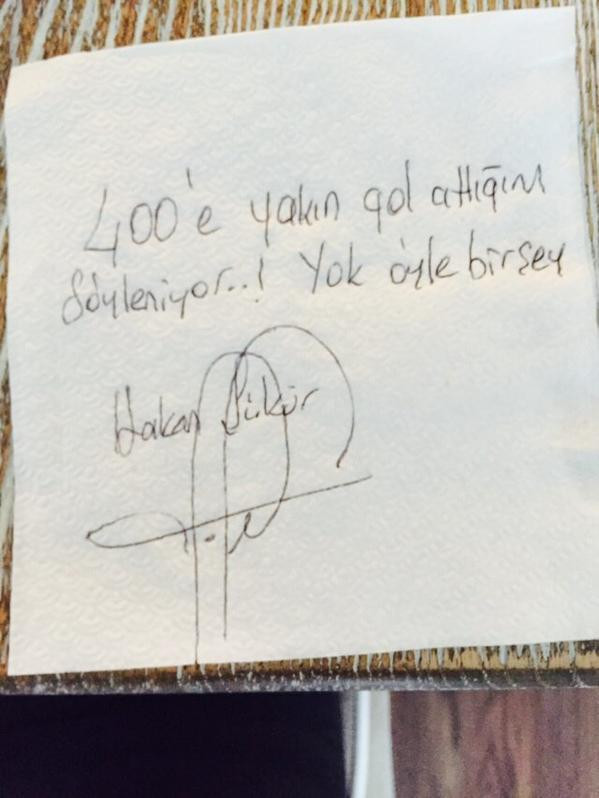 400'e yakın gol attığım
söyleniyor..! Yok öyle birşey
Hakan Şükür